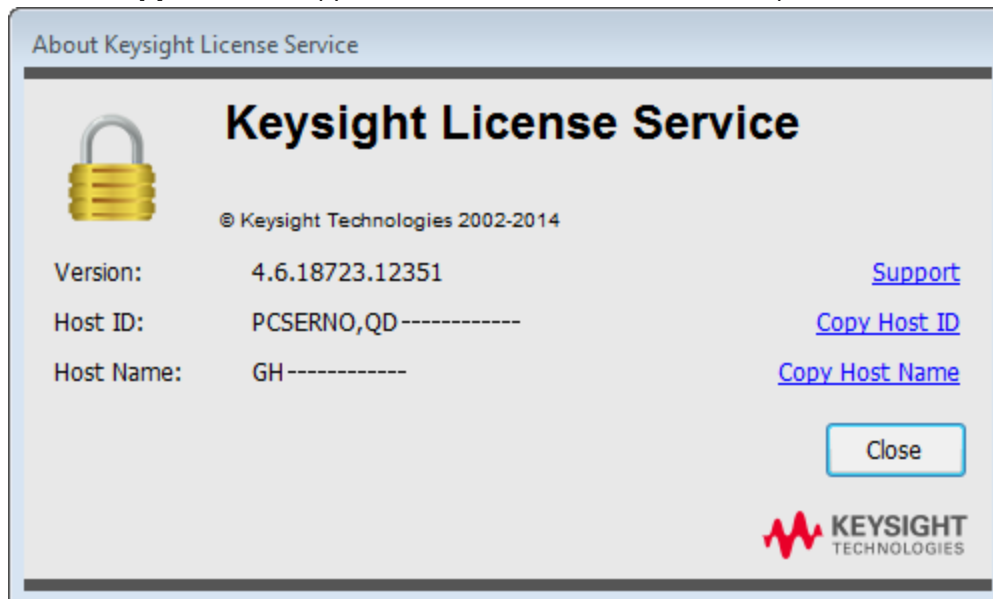 About Keysight License Service
Keysight License Service
© Keysight Technologies 2002-2014
Version: 4.6.18723.12351 Support
Host ID: PCSERNO,QD------------ Copy Host ID
Host Name: GH------------ Copy Host Name
Close
KEYSIGHT
TECHNOLOGIES